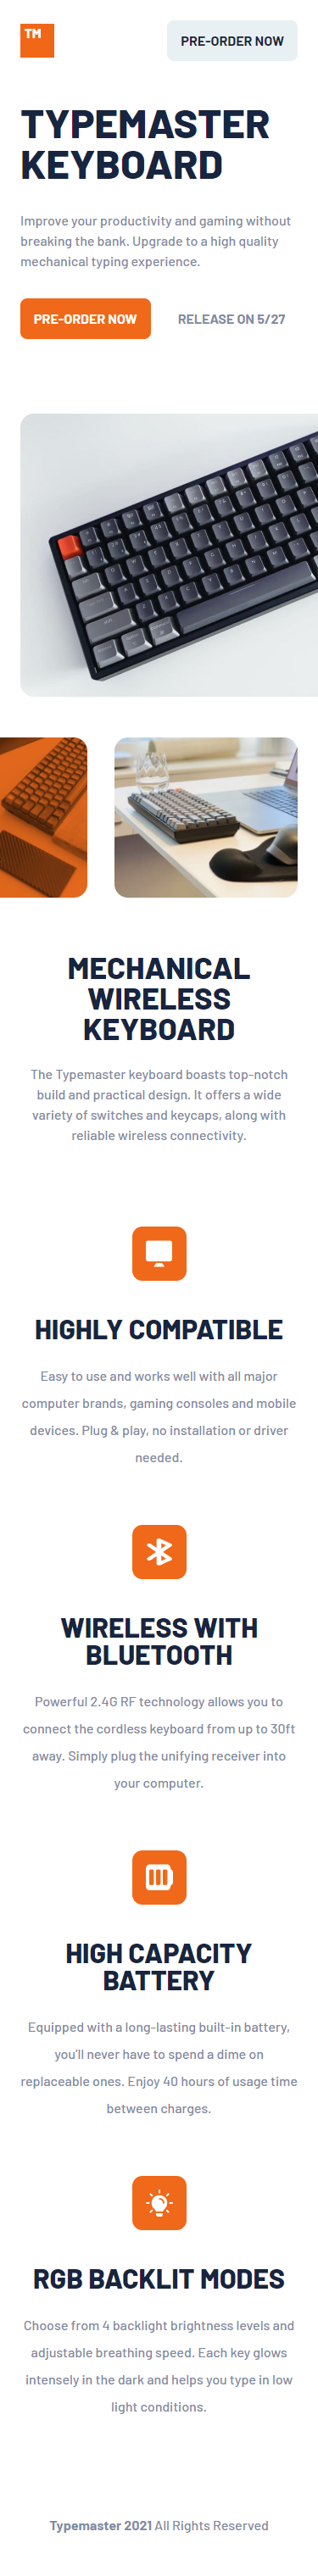 TM
PRE-ORDER NOW
TYPEMASTER
KEYBOARD
Improve your productivity and gaming without
breaking the bank. Upgrade to a high quality
mechanical typing experience.
PRE-ORDER NOW
RELEASE ON 5/27
MECHANICAL
WIRELESS
KEYBOARD
The Typemaster keyboard boasts top-notch
build and practical design. It offers a wide
variety of switches and keycaps, along with
reliable wireless connectivity.
HIGHLY COMPATIBLE
Easy to use and works well with all major
computer brands, gaming consoles and mobile
devices. Plug & play, no installation or driver
needed.
WIRELESS WITH
BLUETOOTH
Powerful 2.4G RF technology allows you to
connect the cordless keyboard from up to 30ft
away. Simply plug the unifying receiver into
your computer.
HIGH CAPACITY
BATTERY
Equipped with a long-lasting built-in battery,
you'll never have to spend a dime on
replaceable ones. Enjoy 40 hours of usage time
between charges.
RGB BACKLIT MODES
Choose from 4 backlight brightness levels and
adjustable breathing speed. Each key glows
intensely in the dark and helps you type in low
light conditions.
Typemaster 2021 All Rights Reserved